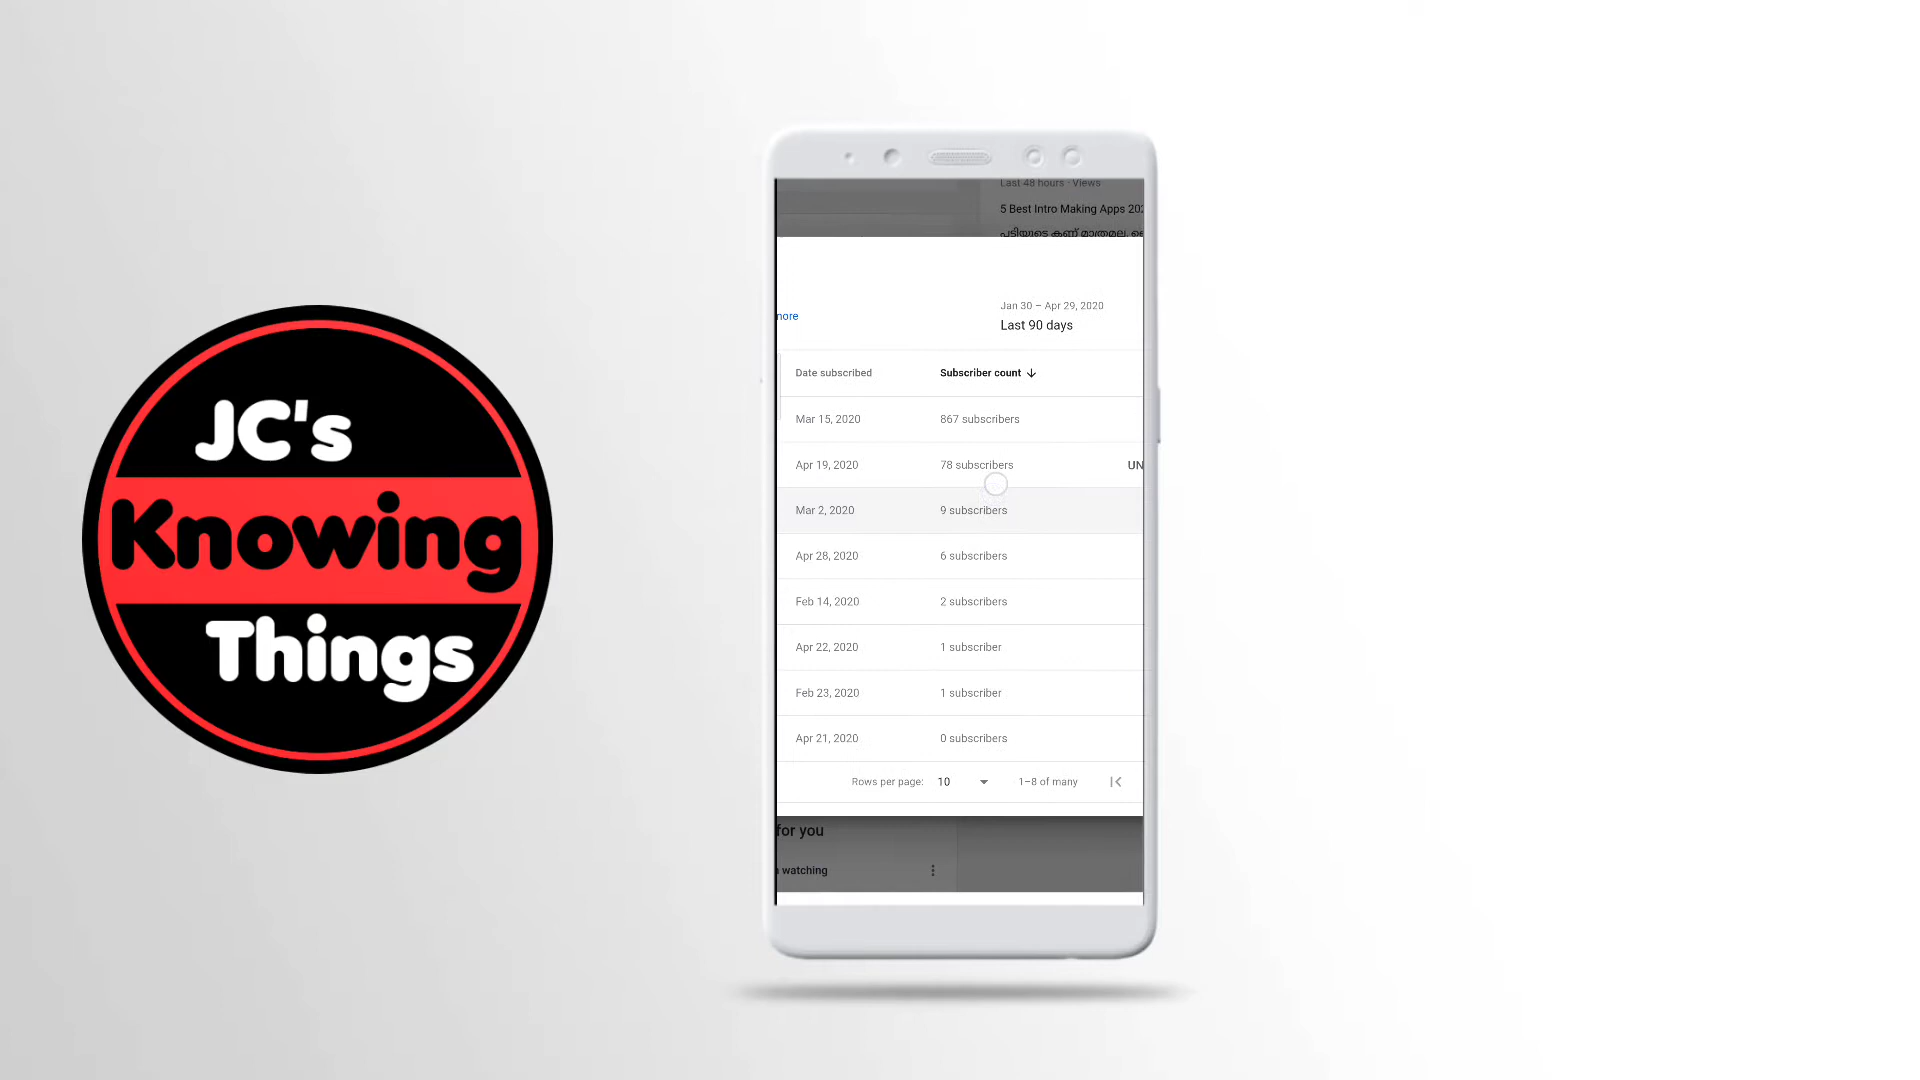 JC's
Knowing
Things
Last 48 hours · Views
5 Best Intro Making Apps 202
more
Jan 30 – Apr 29, 2020
Last 90 days
Date subscribed
Subscriber count ↓
Mar 15, 2020
867 subscribers
Apr 19, 2020
78 subscribers
UN
Mar 2, 2020
9 subscribers
Apr 28, 2020
6 subscribers
Feb 14, 2020
2 subscribers
Apr 22, 2020
1 subscriber
Feb 23, 2020
1 subscriber
Apr 21, 2020
0 subscribers
Rows per page:
10
1–8 of many
for you
watching